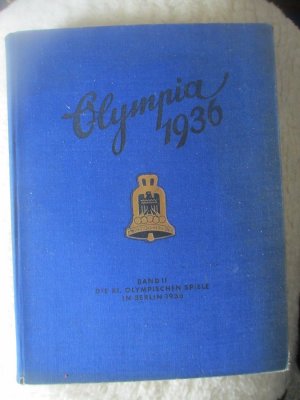 Olympia
1936
BAND II
DIE XI. OLYMPISCHEN SPIELE
IN BERLIN 1936